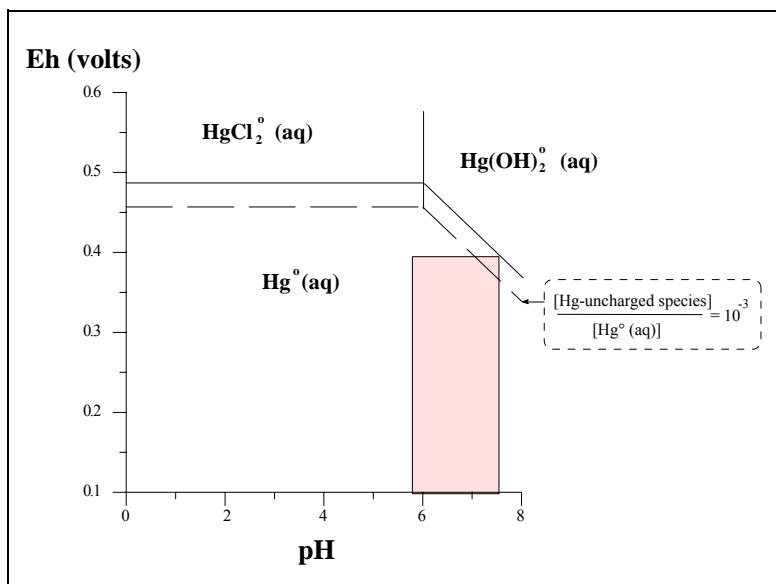 Eh (volts)
0.6
0.5
0.4
0.3
0.2
0.1
HgCl₂° (aq)
Hg(OH)₂° (aq)
Hg° (aq)
[Hg-uncharged species]
[Hg° (aq)]
= 10⁻³
0
2
4
6
8
pH